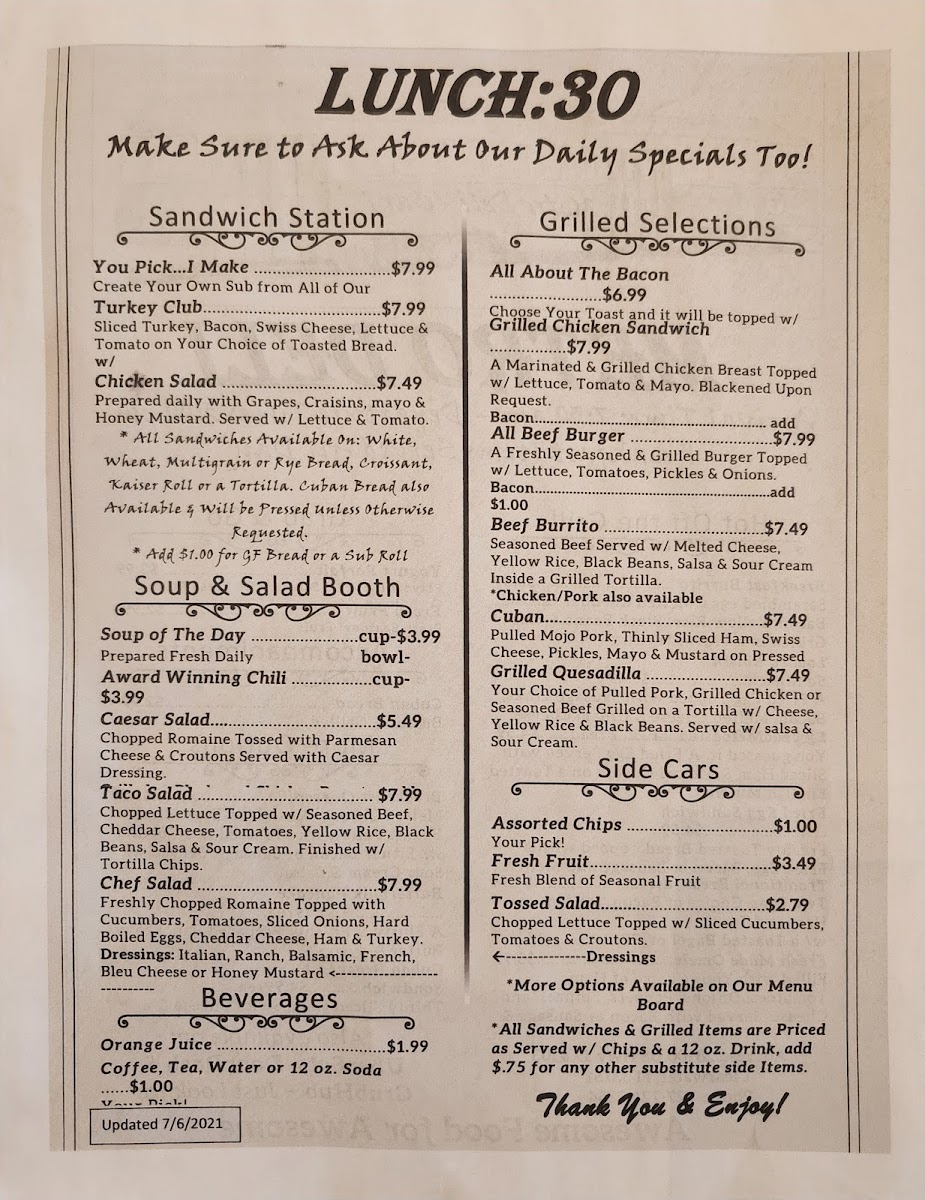 LUNCH:30
Make Sure to Ask About Our Daily Specials Too!
Sandwich Station
You Pick...I Make ..............................$7.99
Create Your Own Sub from All of Our
Turkey Club.......................................$7.99
Sliced Turkey, Bacon, Swiss Cheese, Lettuce &
Tomato on Your Choice of Toasted Bread.
w/
Chicken Salad ..................................$7.49
Prepared daily with Grapes, Craisins, mayo &
Honey Mustard. Served w/ Lettuce & Tomato.
* All Sandwiches Available On: White,
Wheat, Multigrain or Rye Bread, Croissant,
Kaiser Roll or a Tortilla. Cuban Bread also
Available & Will be Pressed Unless Otherwise
Requested.
* Add $1.00 for GF Bread or a Sub Roll
Soup & Salad Booth
Soup of The Day .......................cup-$3.99
Prepared Fresh Daily bowl-
Award Winning Chili .................cup-
$3.99
Caesar Salad....................................$5.49
Chopped Romaine Tossed with Parmesan
Cheese & Croutons Served with Caesar
Dressing.
Taco Salad ...................................... $7.99
Chopped Lettuce Topped w/ Seasoned Beef,
Cheddar Cheese, Tomatoes, Yellow Rice, Black
Beans, Salsa & Sour Cream. Finished w/
Tortilla Chips.
Chef Salad .......................................$7.99
Freshly Chopped Romaine Topped with
Cucumbers, Tomatoes, Sliced Onions, Hard
Boiled Eggs, Cheddar Cheese, Ham & Turkey.
Dressings: Italian, Ranch, Balsamic, French,
Bleu Cheese or Honey Mustard <-------------------
----------
Beverages
Orange Juice .....................................$1.99
Coffee, Tea, Water or 12 oz. Soda
......$1.00
Updated 7/6/2021
Grilled Selections
All About The Bacon
........................$6.99
Choose Your Toast and it will be topped w/
Grilled Chicken Sandwich
.................$7.99
A Marinated & Grilled Chicken Breast Topped
w/ Lettuce, Tomato & Mayo. Blackened Upon
Request.
Bacon.............................................................. add
All Beef Burger ...............................$7.99
A Freshly Seasoned & Grilled Burger Topped
w/ Lettuce, Tomatoes, Pickles & Onions.
Bacon...............................................................add
$1.00
Beef Burrito ...................................$7.49
Seasoned Beef Served w/ Melted Cheese,
Yellow Rice, Black Beans, Salsa & Sour Cream
Inside a Grilled Tortilla.
*Chicken/Pork also available
Cuban................................................$7.49
Pulled Mojo Pork, Thinly Sliced Ham, Swiss
Cheese, Pickles, Mayo & Mustard on Pressed
Grilled Quesadilla ..........................$7.49
Your Choice of Pulled Pork, Grilled Chicken or
Seasoned Beef Grilled on a Tortilla w/ Cheese,
Yellow Rice & Black Beans. Served w/ salsa &
Sour Cream.
Side Cars
Assorted Chips ................................$1.00
Your Pick!
Fresh Fruit........................................$3.49
Fresh Blend of Seasonal Fruit
Tossed Salad....................................$2.79
Chopped Lettuce Topped w/ Sliced Cucumbers,
Tomatoes & Croutons.
←---------------Dressings
*More Options Available on Our Menu
Board
*All Sandwiches & Grilled Items are Priced
as Served w/ Chips & a 12 oz. Drink, add
$.75 for any other substitute side Items.
Thank You & Enjoy!